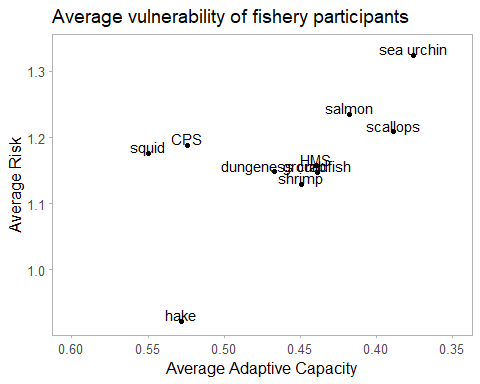 Average vulnerability of fishery participants
sea urchin
1.3
salmon
scallops
1.2
CPS
squid
HMS
dungeness crab
groundfish
shrimp
1.1
Average Risk
1.0
hake
0.60
0.55
0.50
0.45
0.40
0.35
Average Adaptive Capacity